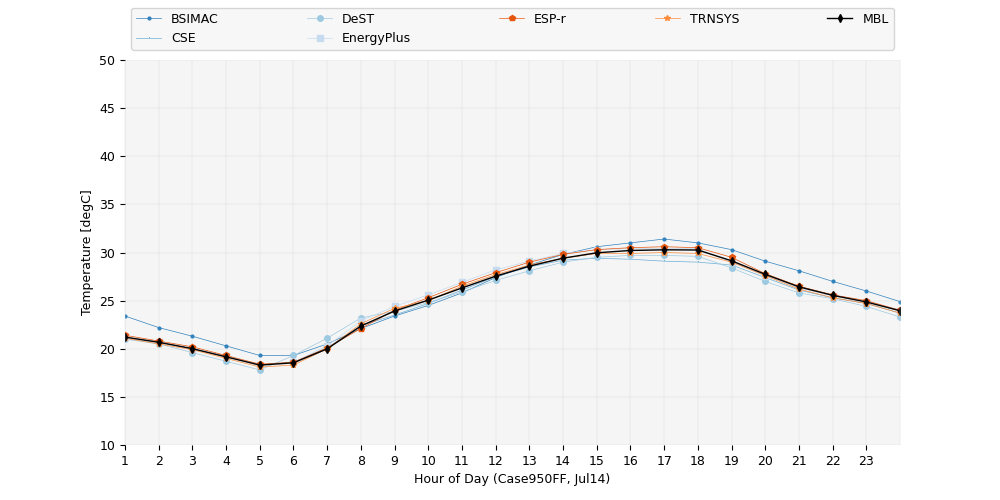 BSIMAC DeST ESP-r TRNSYS MBL
CSE EnergyPlus
50
45
40
35
30
25
20
15
10
Temperature [degC]
1 2 3 4 5 6 7 8 9 10 11 12 13 14 15 16 17 18 19 20 21 22 23
Hour of Day (Case950FF, Jul14)